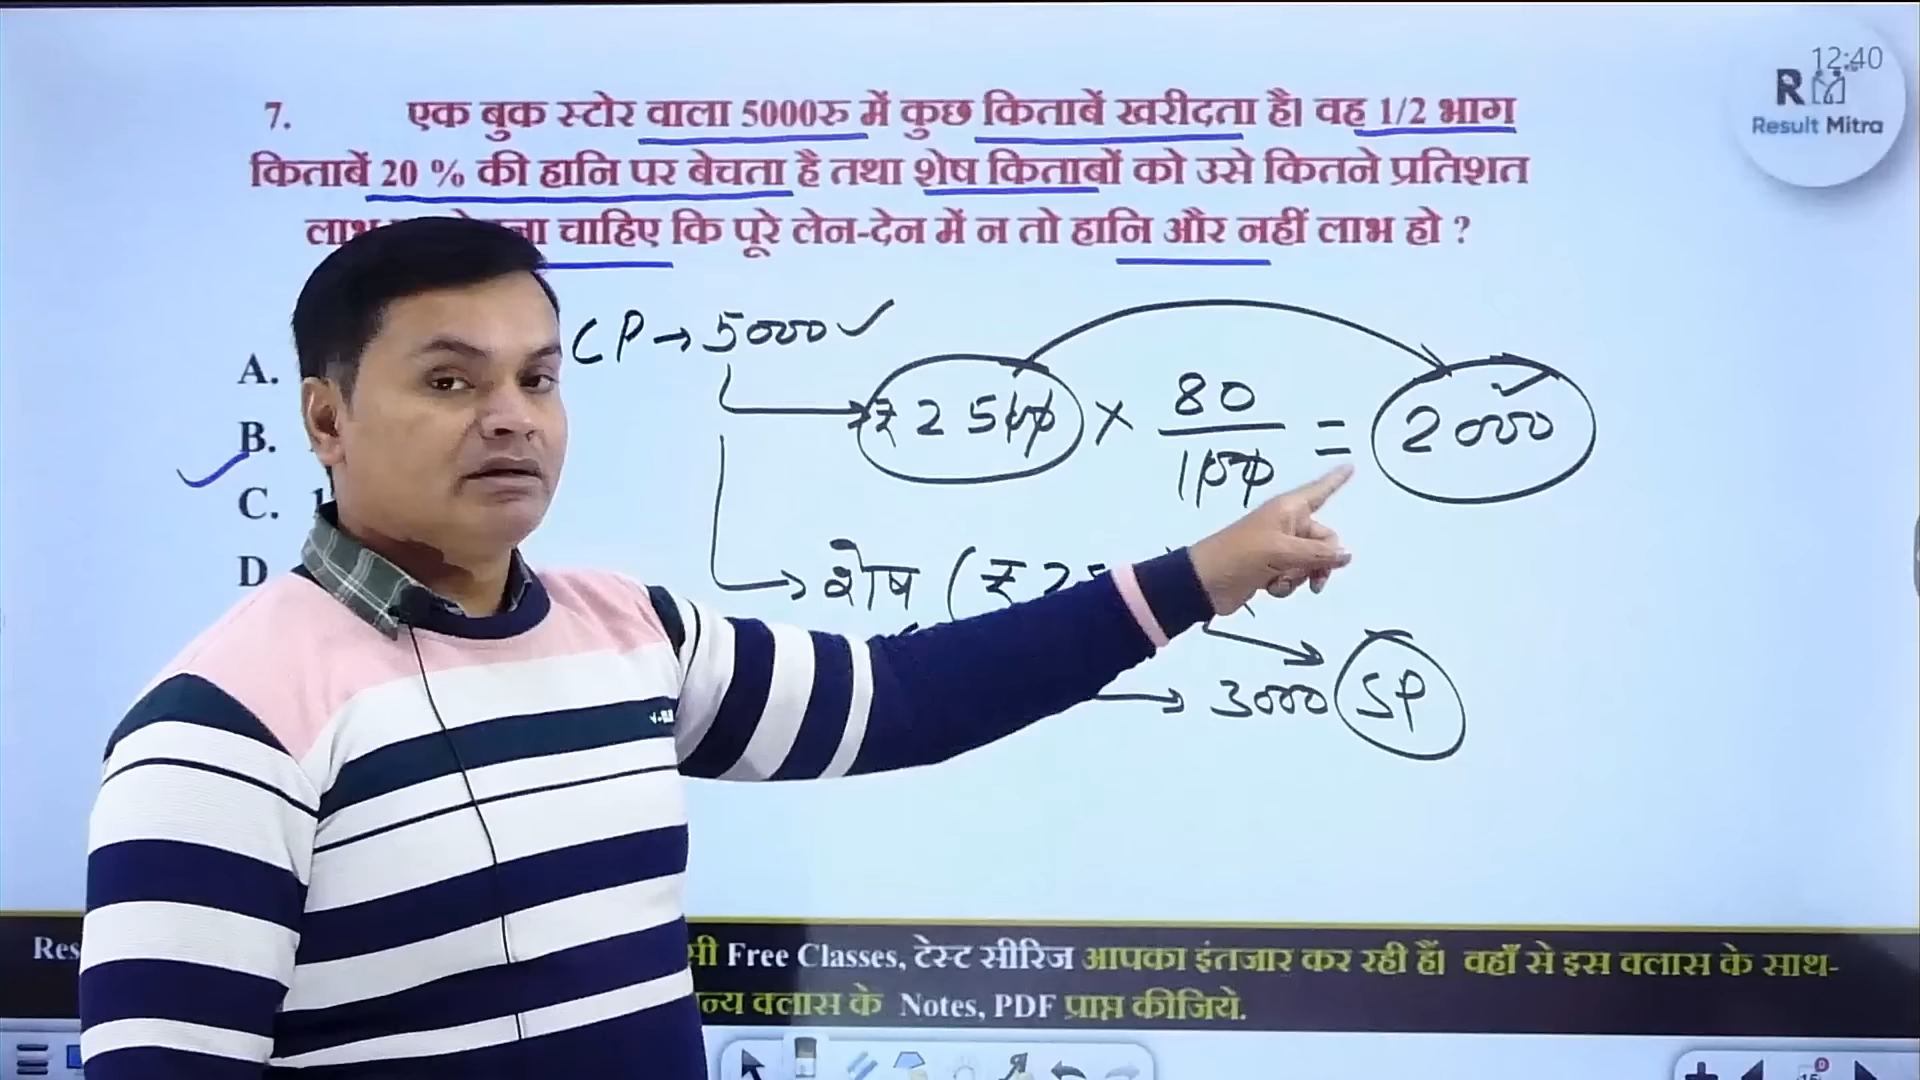 12:40
R
Result Mitra
7. एक बुक स्टोर वाला 5000रु में कुछ किताबें खरीदता है। वह 1/2 भाग
किताबें 20 % की हानि पर बेचता है तथा शेष किताबों को उसे कितने प्रतिशत
चाहिए कि पूरे लेन-देन में न तो हानि और नहीं लाभ हो ?
CP → 5000
A.
₹ 2500 × 80/100 = 2000
B.
C.
D
शेष (₹ 25
3000 SP
Free Classes, टेस्ट सीरिज आपका इंतजार कर रही हैं। वहाँ से इस क्लास के साथ-
क्लास के Notes, PDF प्राप्त कीजिये.